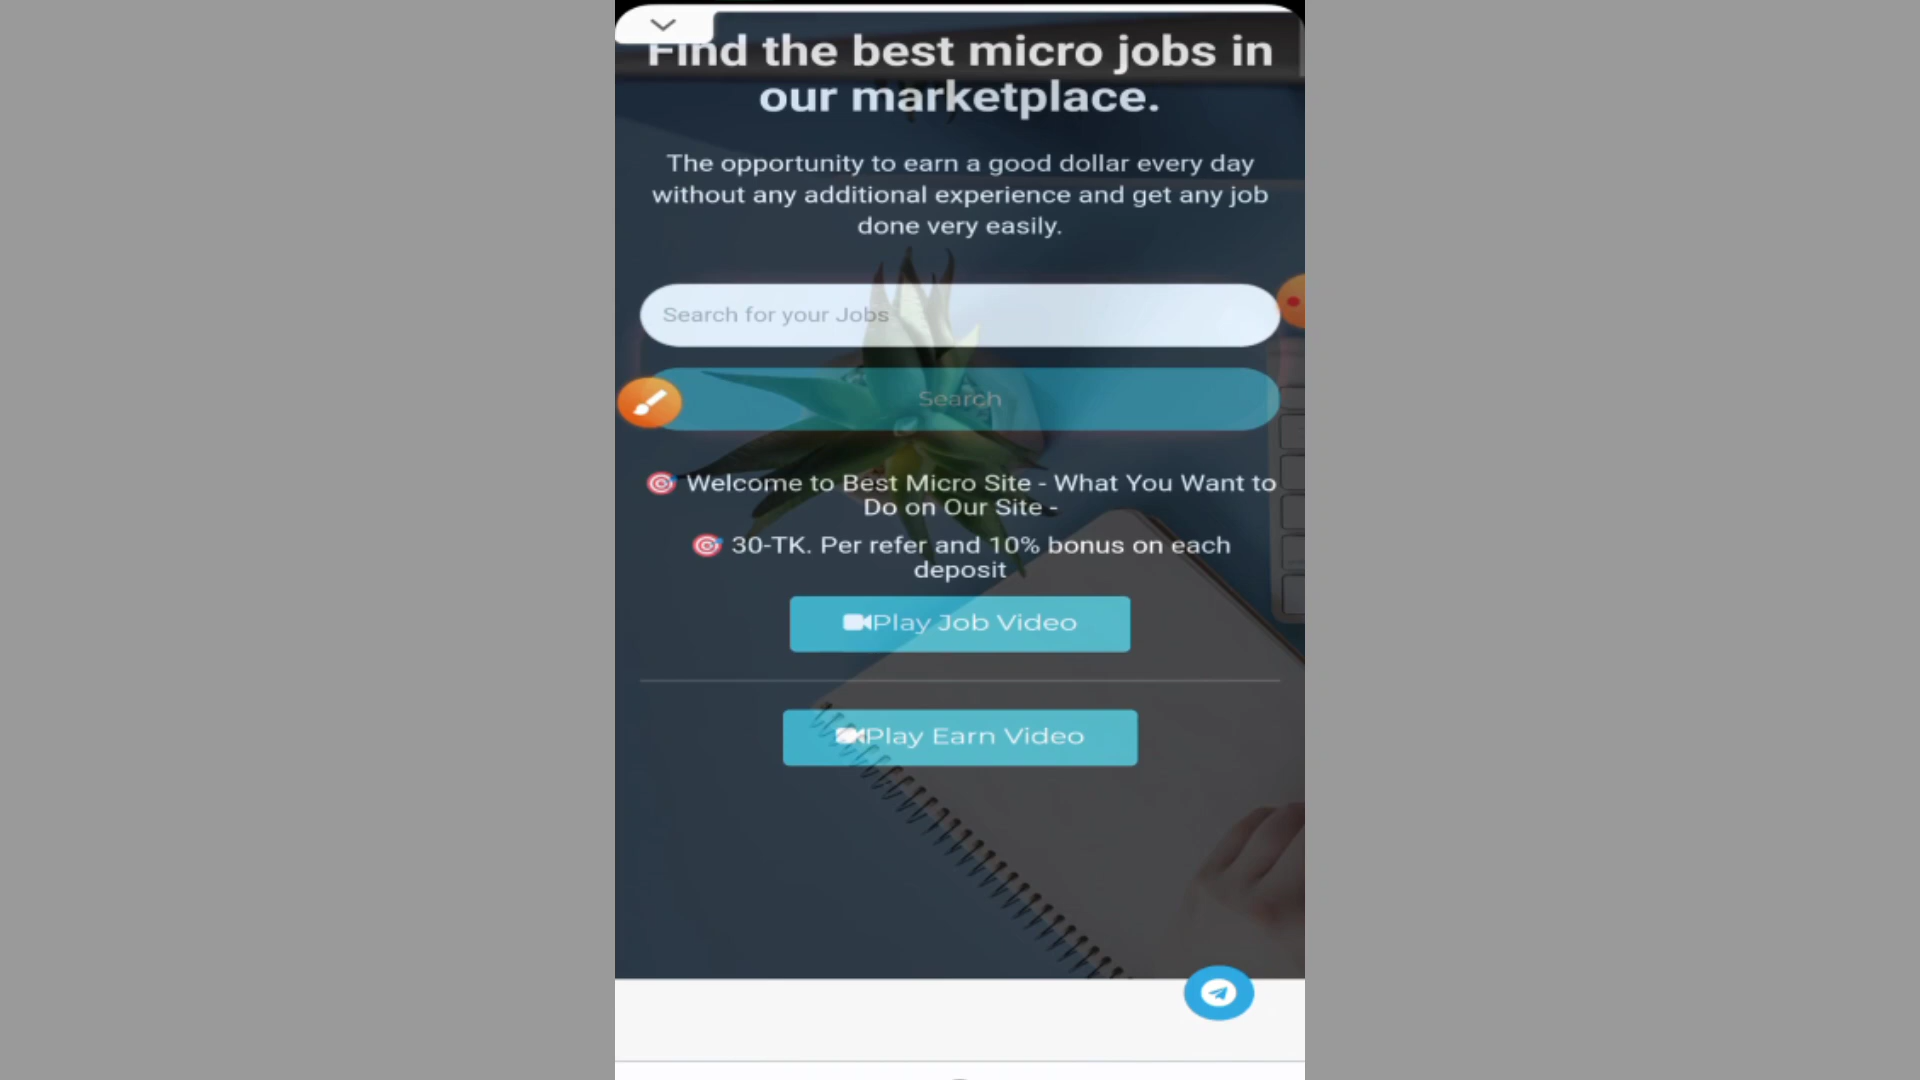 Find the best micro jobs in
our marketplace.
The opportunity to earn a good dollar every day
without any additional experience and get any job
done very easily.
Search for your Jobs
Search
🎯 Welcome to Best Micro Site - What You Want to
Do on Our Site -
🎯 30-TK. Per refer and 10% bonus on each
deposit
Play Job Video
Play Earn Video